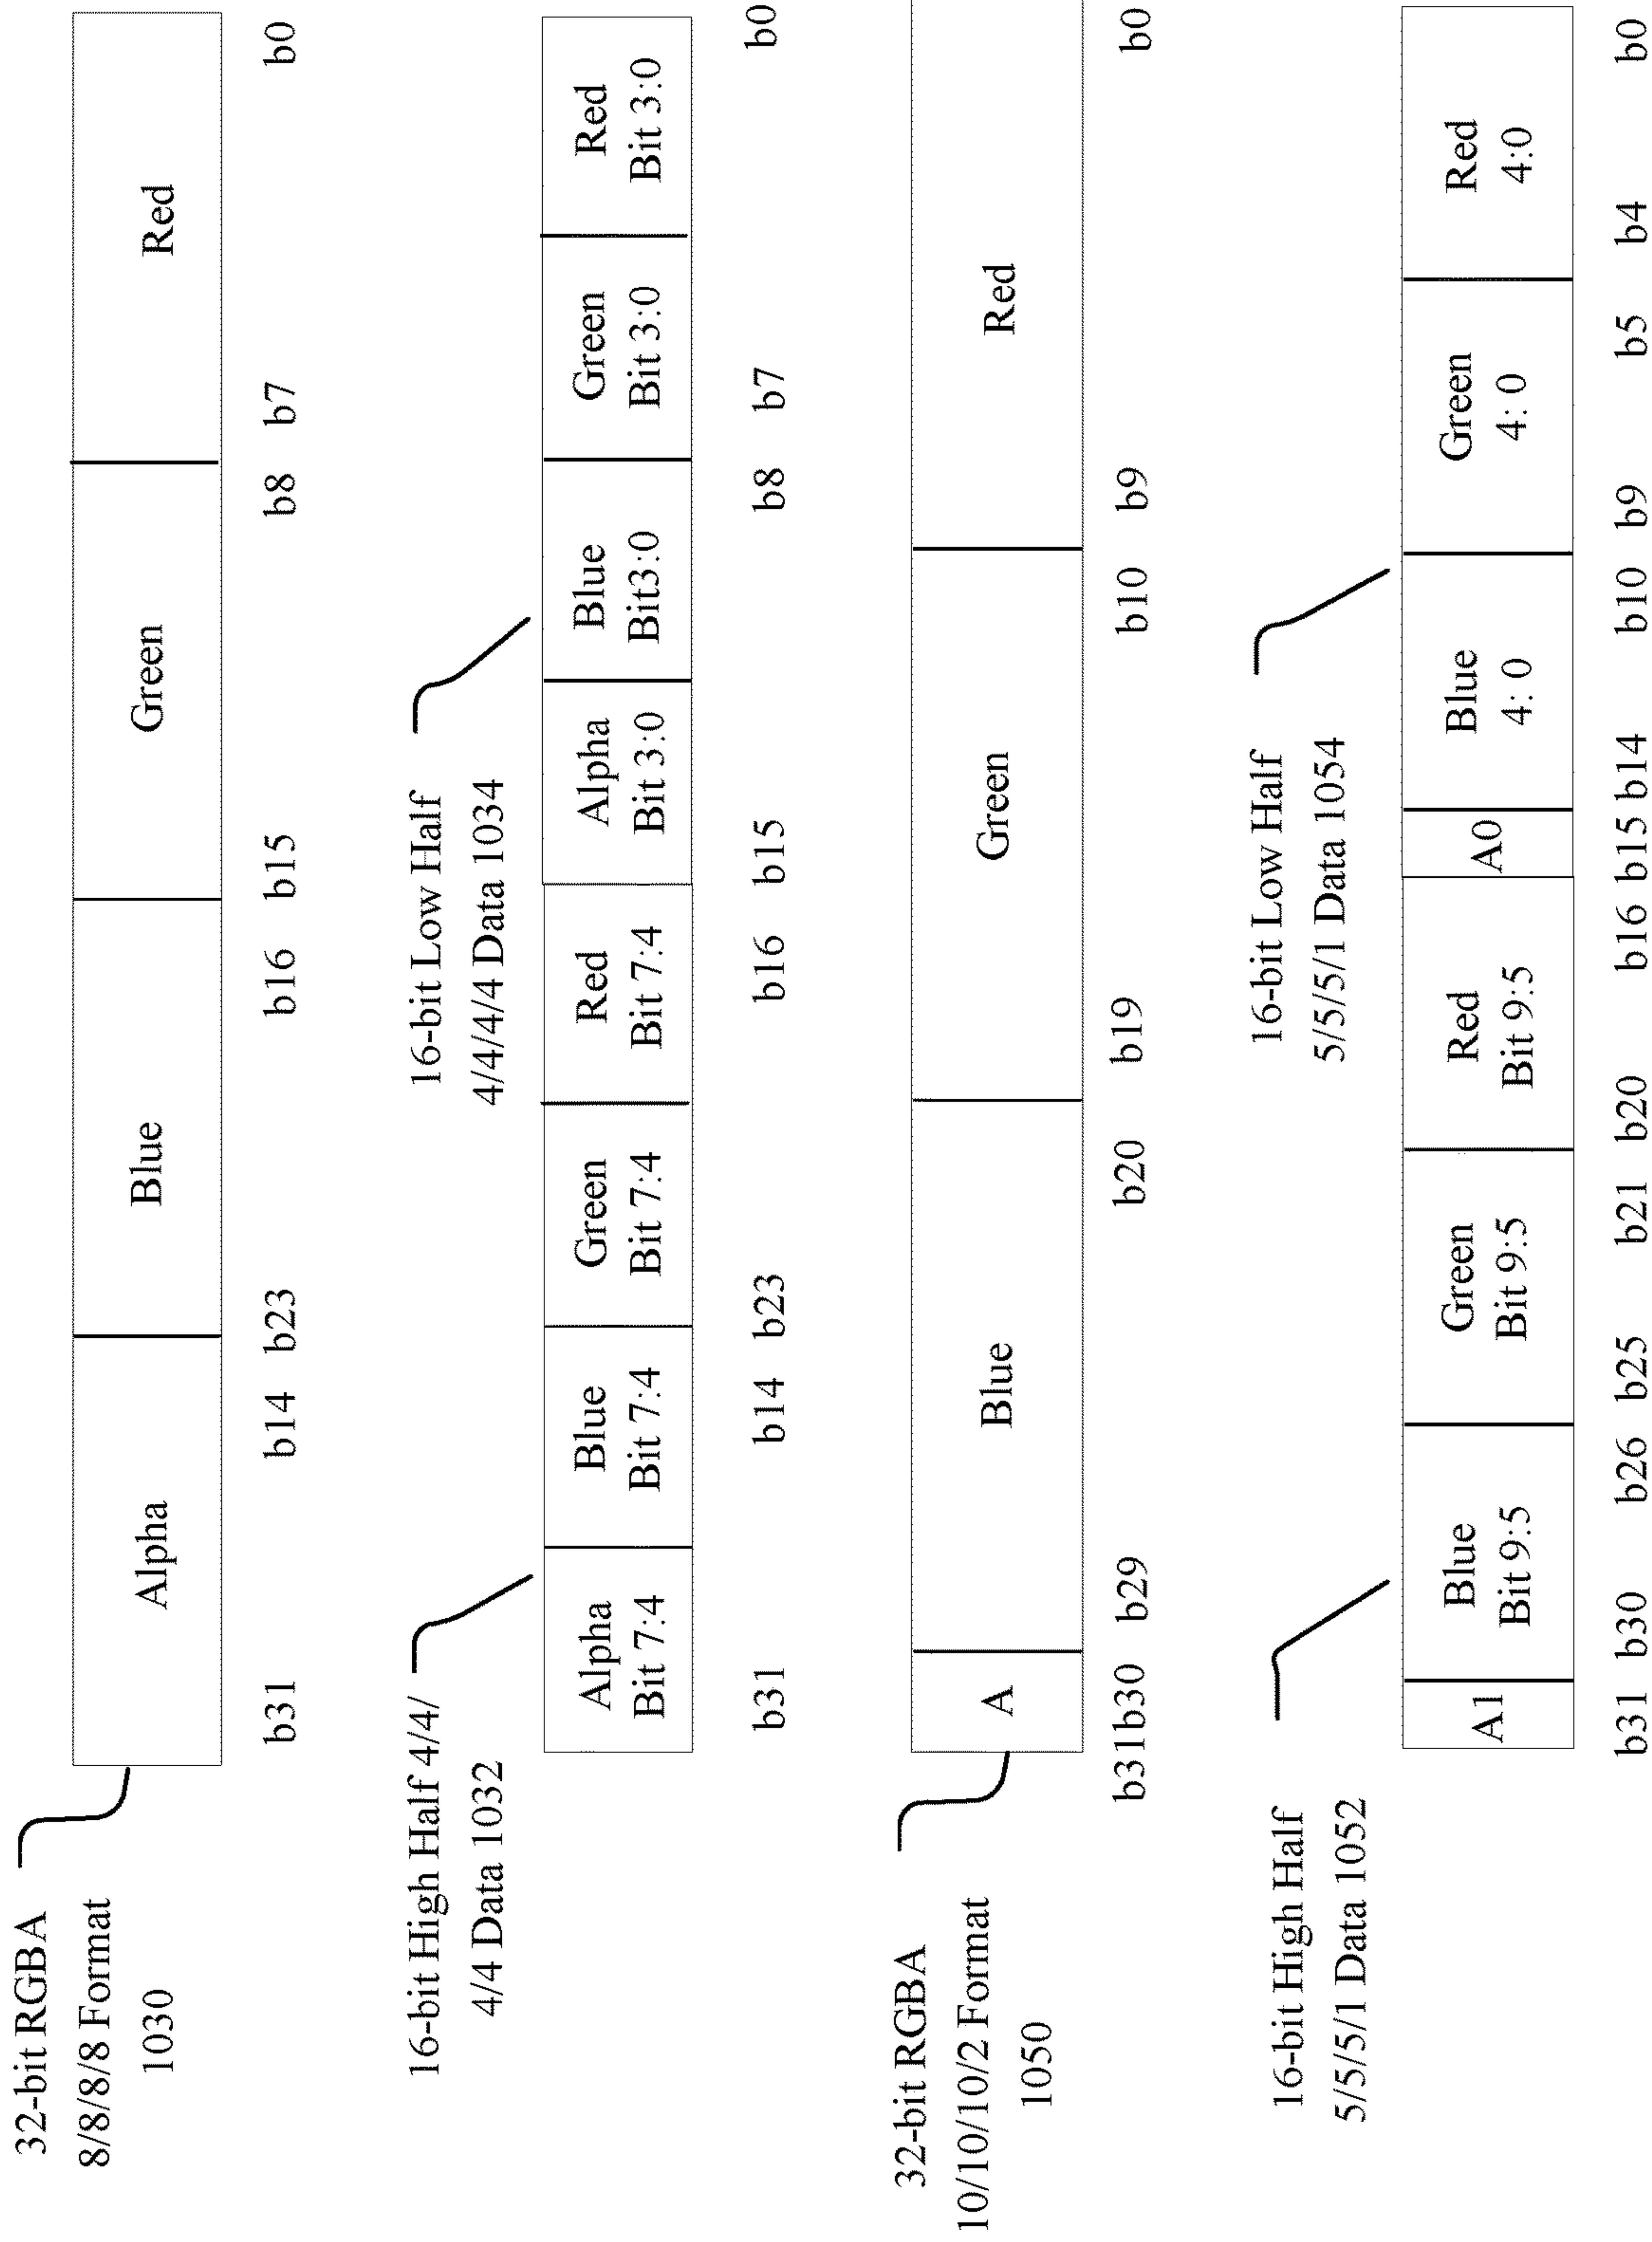 32-bit RGBA
8/8/8/8 Format
1030
Alpha
Blue
Green
Red
b31
b14
b23
b16
b15
b8
b7
b0
16-bit High Half 4/4/
4/4 Data 1032
16-bit Low Half
4/4/4/4 Data 1034
Alpha
Bit 7:4
Blue
Bit 7:4
Green
Bit 7:4
Red
Bit 7:4
Alpha
Bit 3:0
Blue
Bit3:0
Green
Bit 3:0
Red
Bit 3:0
b31
b14
b23
b16
b15
b8
b7
b0
32-bit RGBA
10/10/10/2 Format
1050
A
Blue
Green
Red
b31b30
b29
b20
b19
b10
b9
b0
16-bit High Half
5/5/5/1 Data 1052
16-bit Low Half
5/5/5/1 Data 1054
A1
Blue
Bit 9:5
Green
Bit 9:5
Red
Bit 9:5
A0
Blue
4: 0
Green
4: 0
Red
4:0
b31
b30
b26
b25
b21
b20
b16
b15
b14
b10
b9
b5
b4
b0